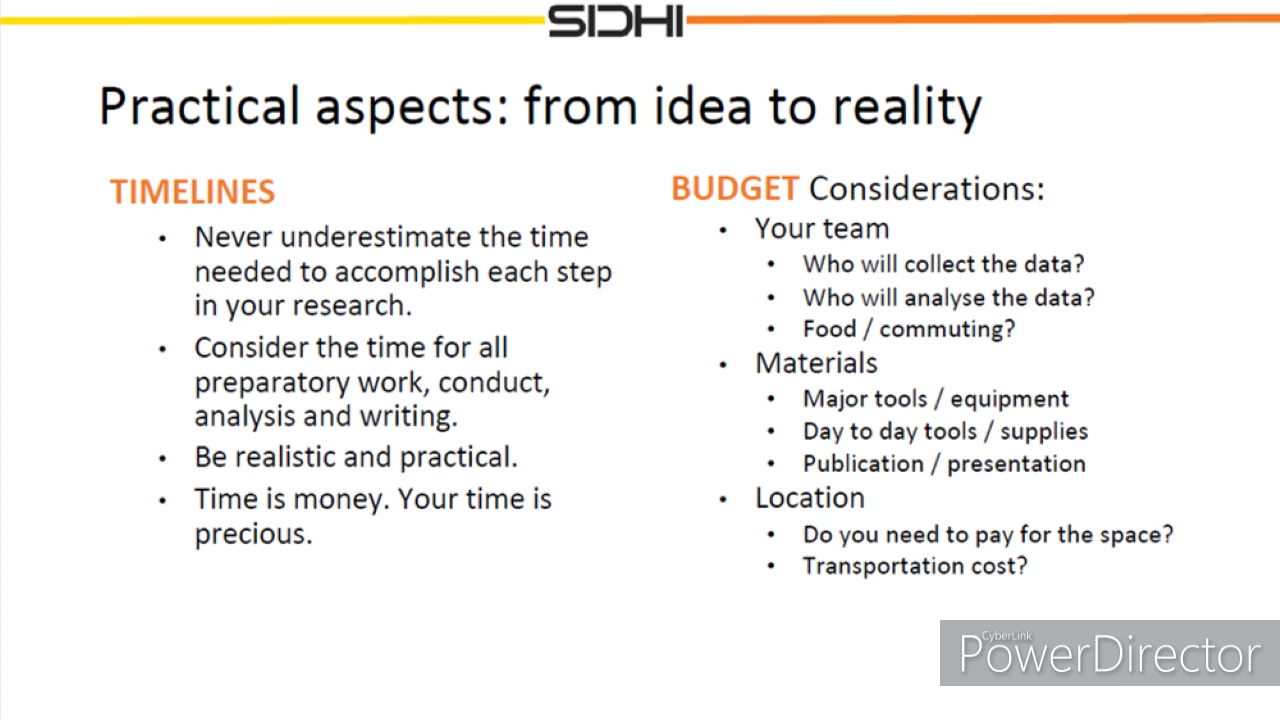 SIDHI
Practical aspects: from idea to reality
TIMELINES
• Never underestimate the time
needed to accomplish each step
in your research.
• Consider the time for all
preparatory work, conduct,
analysis and writing.
• Be realistic and practical.
• Time is money. Your time is
precious.
BUDGET Considerations:
• Your team
• Who will collect the data?
• Who will analyse the data?
• Food / commuting?
• Materials
• Major tools / equipment
• Day to day tools / supplies
• Publication / presentation
• Location
• Do you need to pay for the space?
• Transportation cost?
CyberLink
PowerDirector